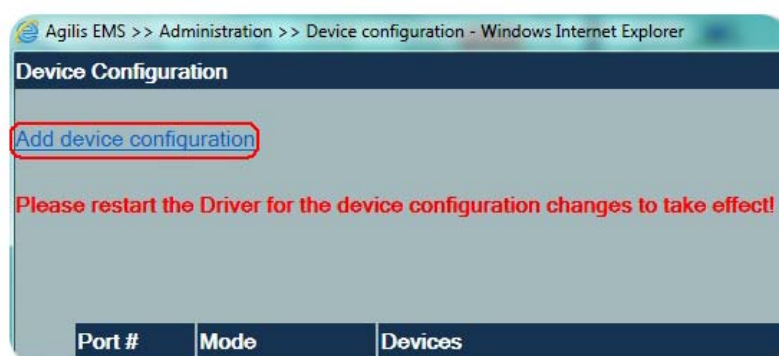 Agilis EMS >> Administration >> Device configuration - Windows Internet Explorer
Device Configuration
Add device configuration
Please restart the Driver for the device configuration changes to take effect!
Port # Mode Devices